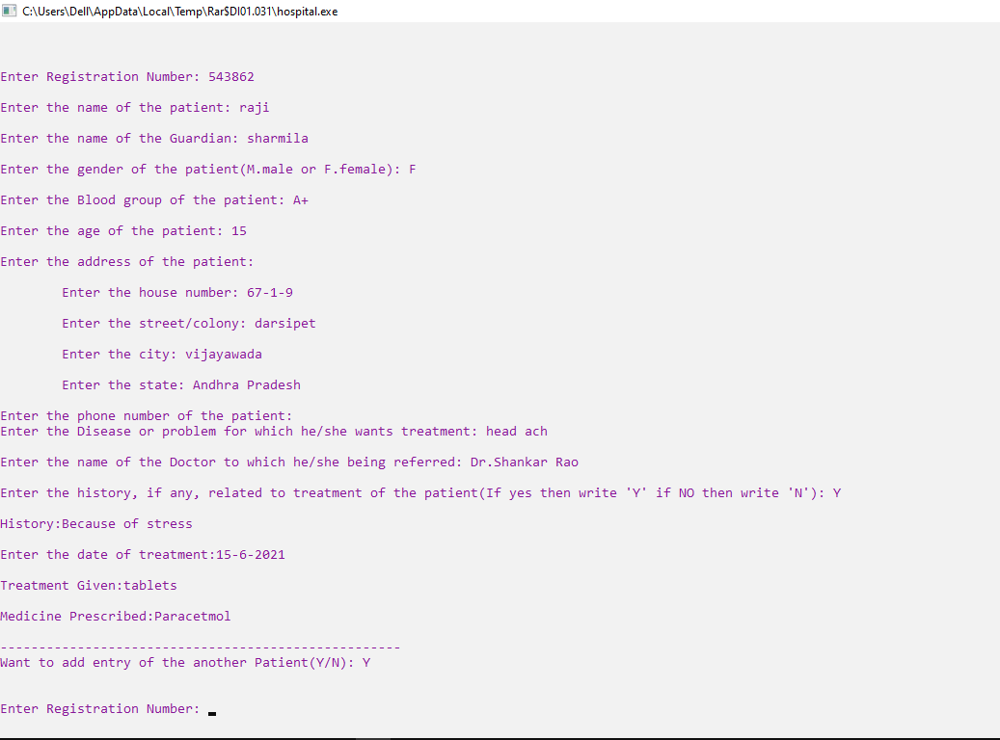 C:\Users\Dell\AppData\Local\Temp\Rar$DI01.031\hospital.exe
Enter Registration Number: 543862
Enter the name of the patient: raji
Enter the name of the Guardian: sharmila
Enter the gender of the patient(M.male or F.female): F
Enter the Blood group of the patient: A+
Enter the age of the patient: 15
Enter the address of the patient:
Enter the house number: 67-1-9
Enter the street/colony: darsipet
Enter the city: vijayawada
Enter the state: Andhra Pradesh
Enter the phone number of the patient:
Enter the Disease or problem for which he/she wants treatment: head ach
Enter the name of the Doctor to which he/she being referred: Dr.Shankar Rao
Enter the history, if any, related to treatment of the patient(If yes then write 'Y' if NO then write 'N'): Y
History:Because of stress
Enter the date of treatment:15-6-2021
Treatment Given:tablets
Medicine Prescribed:Paracetmol
----------------------------------------------------
Want to add entry of the another Patient(Y/N): Y
Enter Registration Number: